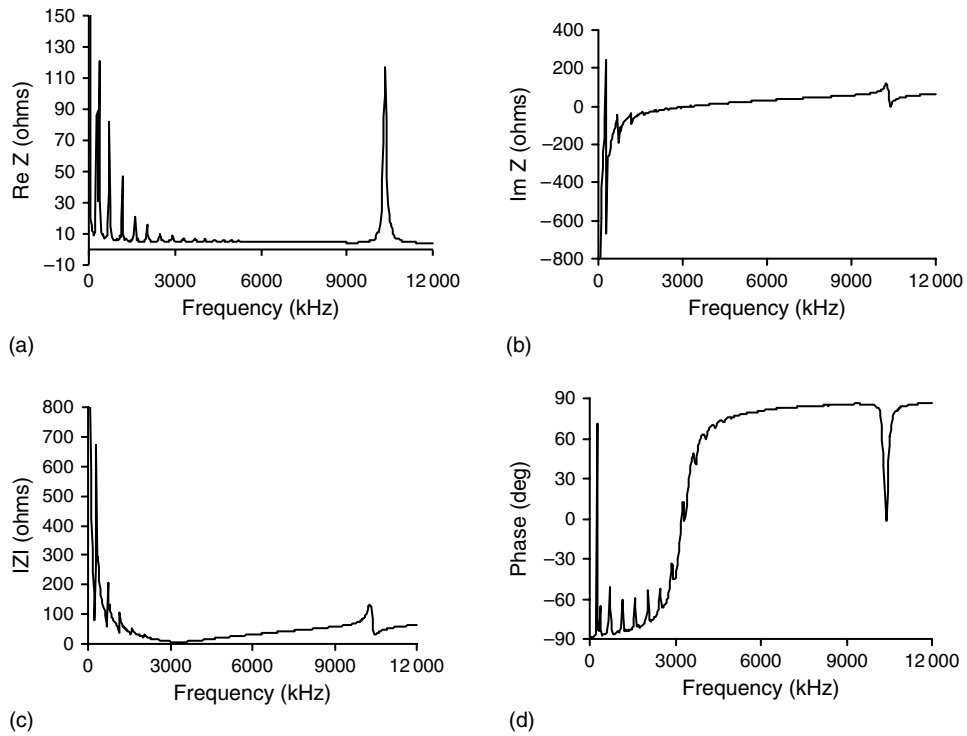 150
130
110
90
70
50
30
10
−10
Re Z (ohms)
0 3000 6000 9000 12 000
Frequency (kHz)
(a)
400
200
0
−200
−400
−600
−800
Im Z (ohms)
0 3000 6000 9000 12 000
Frequency (kHz)
(b)
800
700
600
500
400
300
200
100
0
IZI (ohms)
0 3000 6000 9000 12 000
Frequency (kHz)
(c)
90
60
30
0
−30
−60
−90
Phase (deg)
0 3000 6000 9000 12 000
Frequency (kHz)
(d)